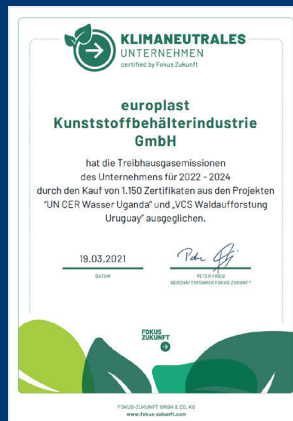 KLIMANEUTRALES
UNTERNEHMEN
certified by Fokus Zukunft
europlast
Kunststoffbehälterindustrie
GmbH
hat die Treibhausgasemissionen
des Unternehmens für 2022 - 2024
durch den Kauf von 1.150 Zertifikaten aus den Projekten
"UN CER Wasser Uganda" und „VCS Waldaufforstung
Uruguay" ausgeglichen.
19.03.2021
DATUM
PETER FRIEß
GESCHÄFTSFÜHRER FOKUS ZUKUNFT
FOKUS
ZUKUNFT
FOKUS-ZUKUNFT GMBH & CO. KG
www.fokus-zukunft.com